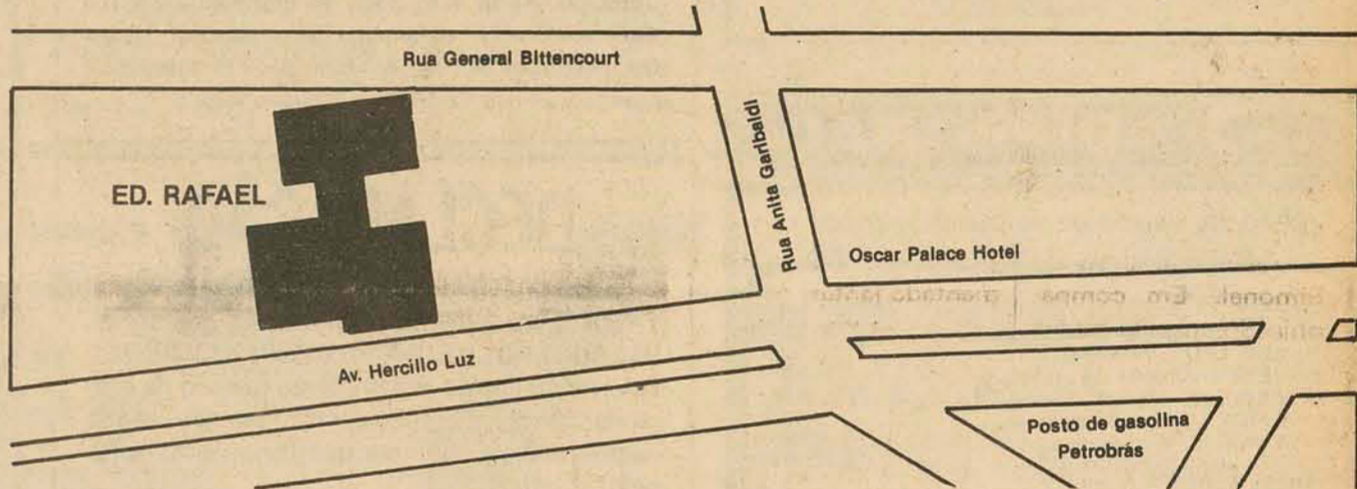 Rua General Bittencourt
ED. RAFAEL
Rua Anita Garibaldi
Oscar Palace Hotel
Av. Hercilio Luz
Posto de gasolina
Petrobrás